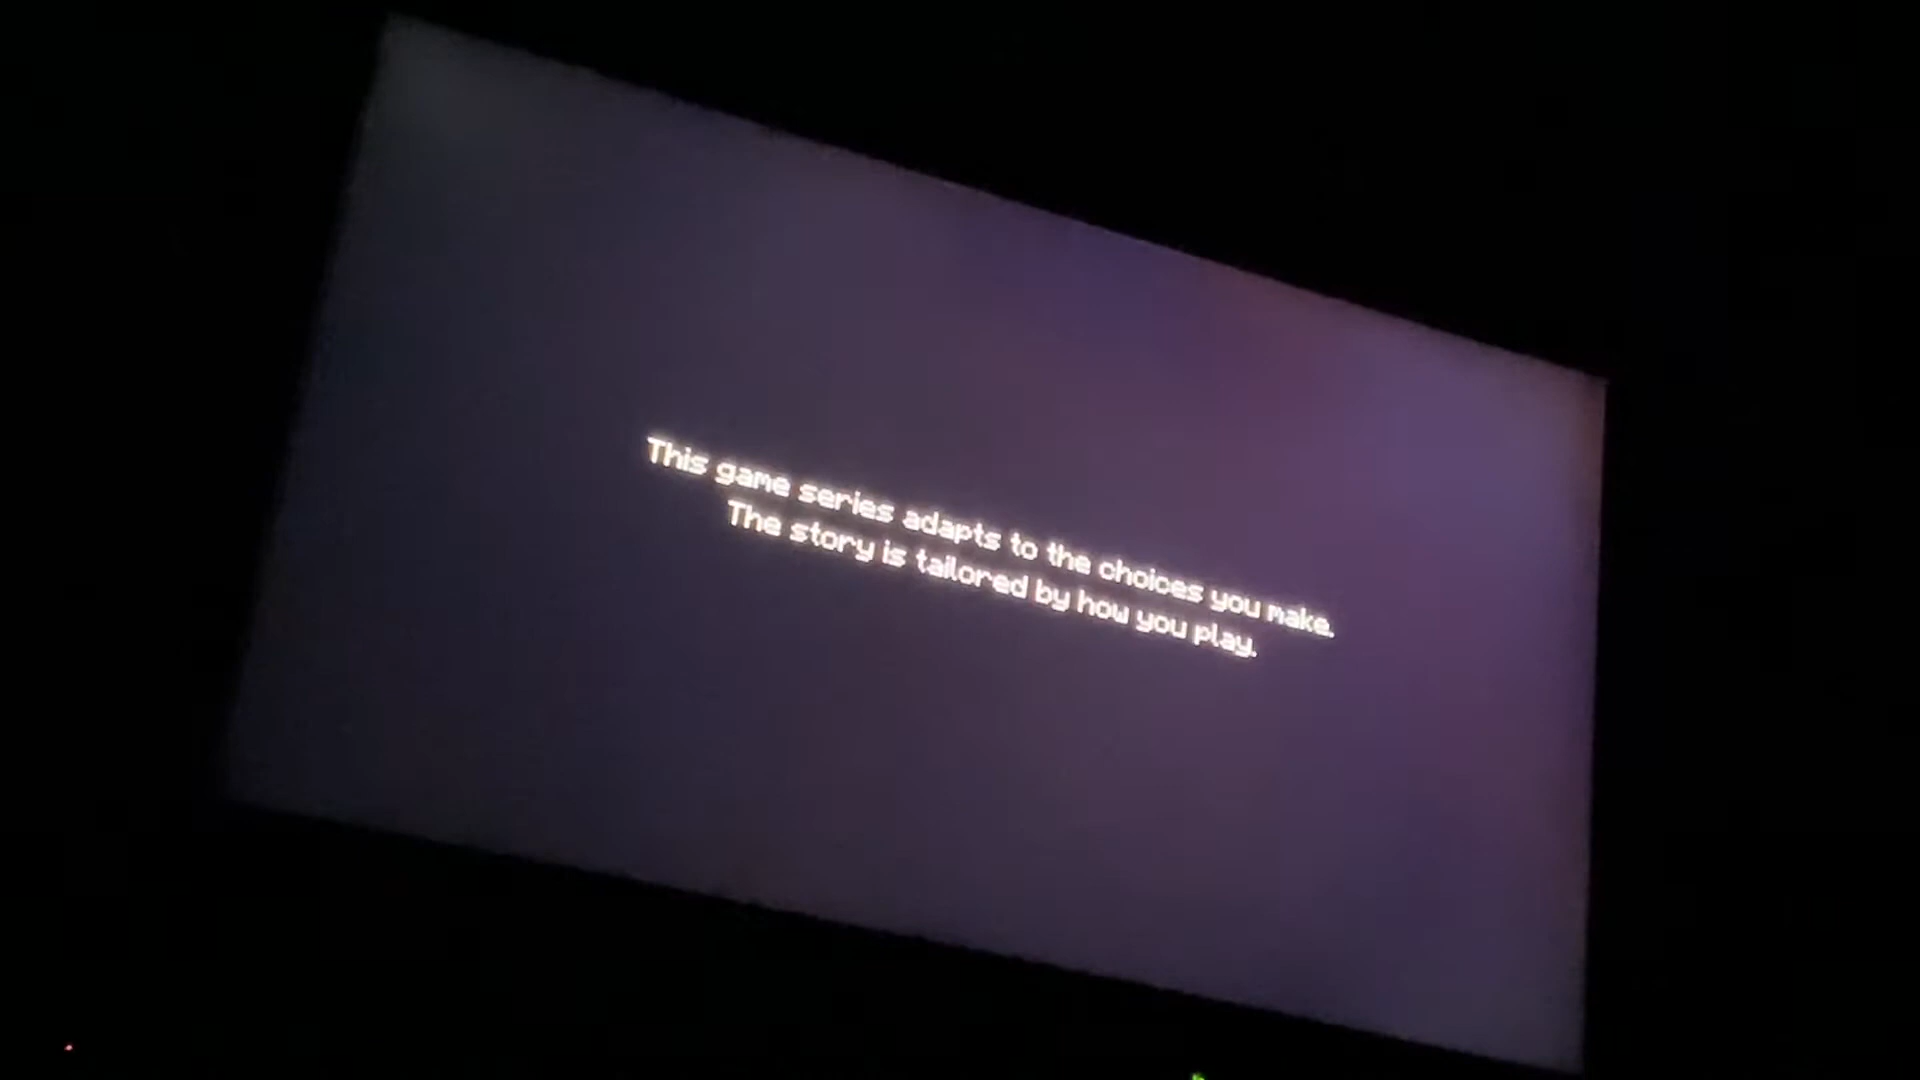 This game series adapts to the choices you make.
The story is tailored by how you play.